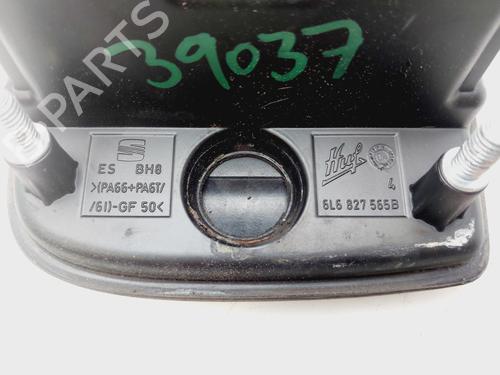 PARTS
39037
ES BH8
>(PA66+PA6T/
/6I)-GF 50<
Huf
4
6L6 827 565B